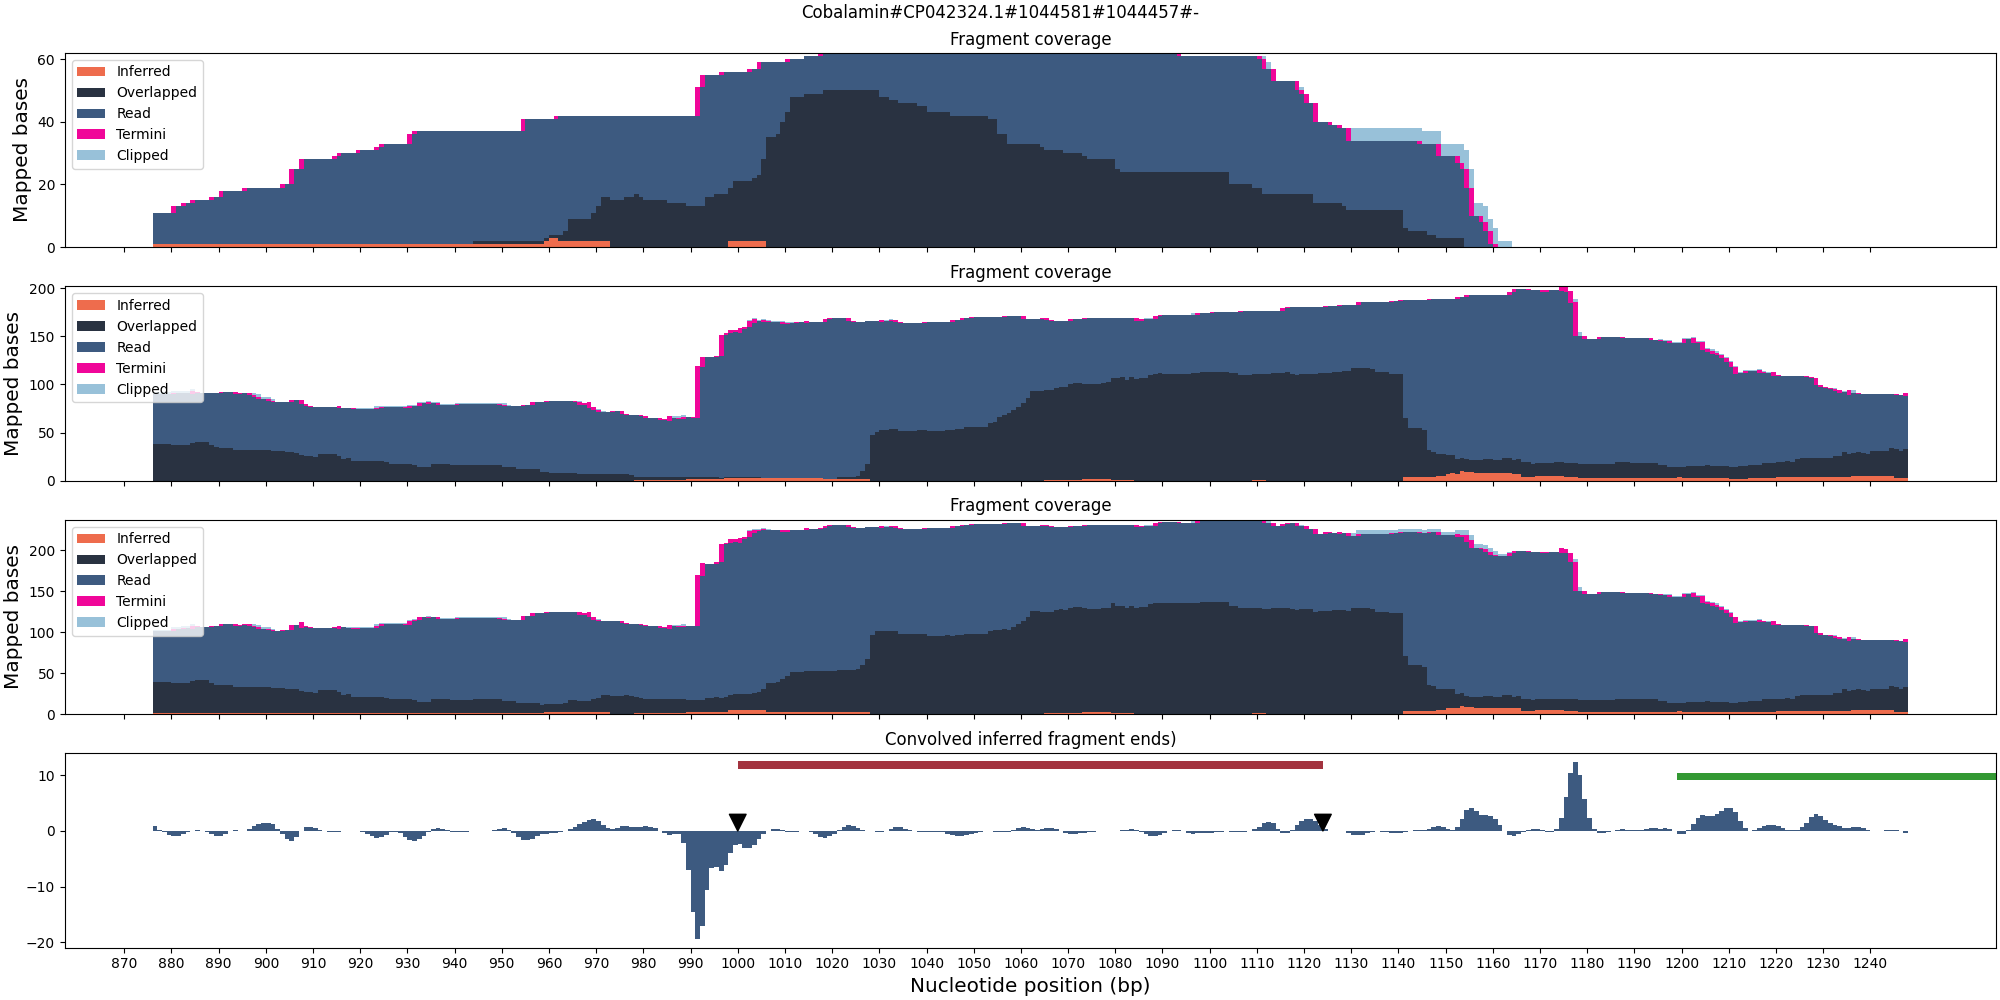 Cobalamin#CP042324.1#1044581#1044457#-
Fragment coverage
Mapped bases
60
40
20
0
Inferred
Overlapped
Read
Termini
Clipped
Fragment coverage
Mapped bases
200
150
100
50
0
Inferred
Overlapped
Read
Termini
Clipped
Fragment coverage
Mapped bases
200
150
100
50
0
Inferred
Overlapped
Read
Termini
Clipped
Convolved inferred fragment ends)
10
0
−10
−20
870 880 890 900 910 920 930 940 950 960 970 980 990 1000 1010 1020 1030 1040 1050 1060 1070 1080 1090 1100 1110 1120 1130 1140 1150 1160 1170 1180 1190 1200 1210 1220 1230 1240
Nucleotide position (bp)